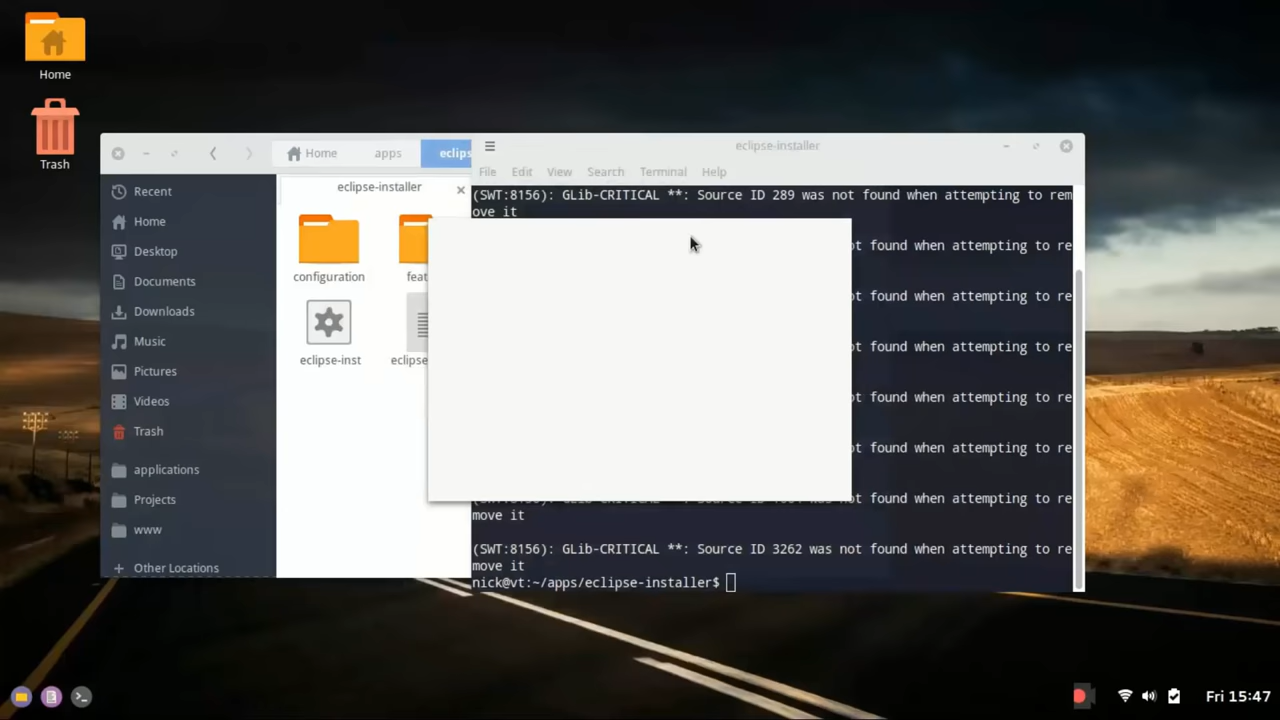 Home
Trash
Home
apps
eclips
Recent
Home
Desktop
Documents
Downloads
Music
Pictures
Videos
Trash
applications
Projects
www
Other Locations
eclipse-installer
configuration
feat
eclipse-inst
eclipse
eclipse-installer
File Edit View Search Terminal Help
(SWT:8156): GLib-CRITICAL **: Source ID 289 was not found when attempting to rem
ove it
ot found when attempting to re
ot found when attempting to re
ot found when attempting to re
ot found when attempting to re
ot found when attempting to re
ot found when attempting to re
move it
(SWT:8156): GLib-CRITICAL **: Source ID 3262 was not found when attempting to re
move it
nick@vt:~/apps/eclipse-installer$
Fri 15:47